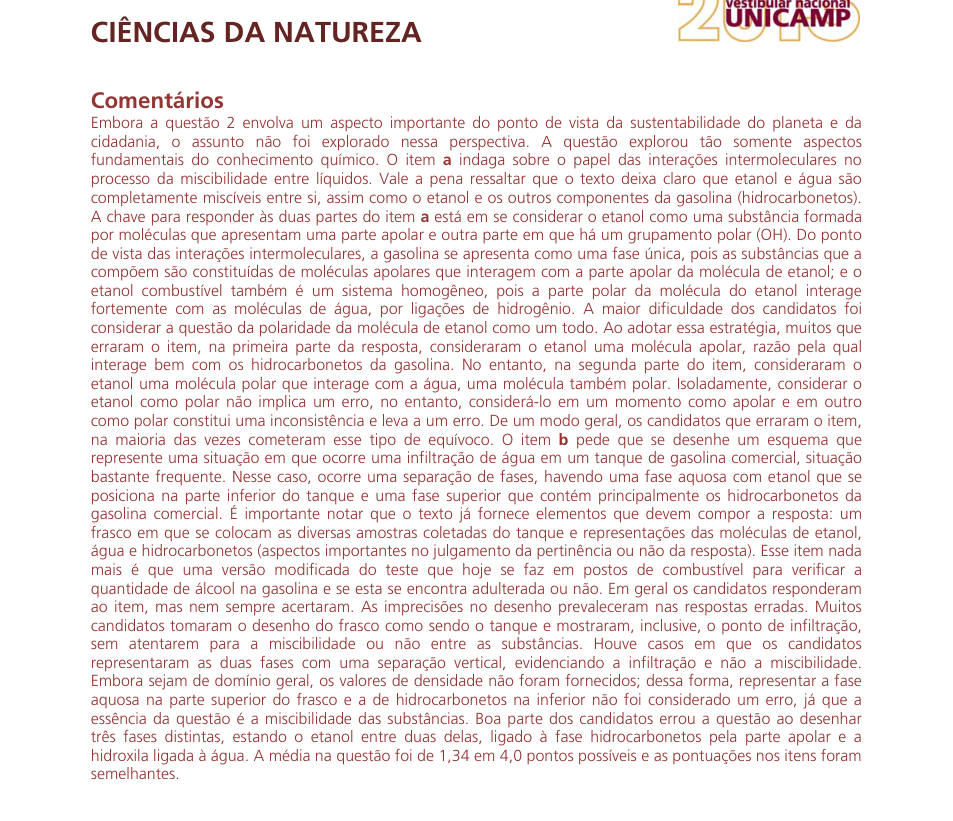 CIÊNCIAS DA NATUREZA
vestibular nacional
UNICAMP
Comentários
Embora a questão 2 envolva um aspecto importante do ponto de vista da sustentabilidade do planeta e da
cidadania, o assunto não foi explorado nessa perspectiva. A questão explorou tão somente aspectos
fundamentais do conhecimento químico. O item a indaga sobre o papel das interações intermoleculares no
processo da miscibilidade entre líquidos. Vale a pena ressaltar que o texto deixa claro que etanol e água são
completamente miscíveis entre si, assim como o etanol e os outros componentes da gasolina (hidrocarbonetos).
A chave para responder às duas partes do item a está em se considerar o etanol como uma substância formada
por moléculas que apresentam uma parte apolar e outra parte em que há um grupamento polar (OH). Do ponto
de vista das interações intermoleculares, a gasolina se apresenta como uma fase única, pois as substâncias que a
compõem são constituídas de moléculas apolares que interagem com a parte apolar da molécula de etanol; e o
etanol combustível também é um sistema homogêneo, pois a parte polar da molécula do etanol interage
fortemente com as moléculas de água, por ligações de hidrogênio. A maior dificuldade dos candidatos foi
considerar a questão da polaridade da molécula de etanol como um todo. Ao adotar essa estratégia, muitos que
erraram o item, na primeira parte da resposta, consideraram o etanol uma molécula apolar, razão pela qual
interage bem com os hidrocarbonetos da gasolina. No entanto, na segunda parte do item, consideraram o
etanol uma molécula polar que interage com a água, uma molécula também polar. Isoladamente, considerar o
etanol como polar não implica um erro, no entanto, considerá-lo em um momento como apolar e em outro
como polar constitui uma inconsistência e leva a um erro. De um modo geral, os candidatos que erraram o item,
na maioria das vezes cometeram esse tipo de equívoco. O item b pede que se desenhe um esquema que
represente uma situação em que ocorre uma infiltração de água em um tanque de gasolina comercial, situação
bastante frequente. Nesse caso, ocorre uma separação de fases, havendo uma fase aquosa com etanol que se
posiciona na parte inferior do tanque e uma fase superior que contém principalmente os hidrocarbonetos da
gasolina comercial. É importante notar que o texto já fornece elementos que devem compor a resposta: um
frasco em que se colocam as diversas amostras coletadas do tanque e representações das moléculas de etanol,
água e hidrocarbonetos (aspectos importantes no julgamento da pertinência ou não da resposta). Esse item nada
mais é que uma versão modificada do teste que hoje se faz em postos de combustível para verificar a
quantidade de álcool na gasolina e se esta se encontra adulterada ou não. Em geral os candidatos responderam
ao item, mas nem sempre acertaram. As imprecisões no desenho prevaleceram nas respostas erradas. Muitos
candidatos tomaram o desenho do frasco como sendo o tanque e mostraram, inclusive, o ponto de infiltração,
sem atentarem para a miscibilidade ou não entre as substâncias. Houve casos em que os candidatos
representaram as duas fases com uma separação vertical, evidenciando a infiltração e não a miscibilidade.
Embora sejam de domínio geral, os valores de densidade não foram fornecidos; dessa forma, representar a fase
aquosa na parte superior do frasco e a de hidrocarbonetos na inferior não foi considerado um erro, já que a
essência da questão é a miscibilidade das substâncias. Boa parte dos candidatos errou a questão ao desenhar
três fases distintas, estando o etanol entre duas delas, ligado à fase hidrocarbonetos pela parte apolar e a
hidroxila ligada à água. A média na questão foi de 1,34 em 4,0 pontos possíveis e as pontuações nos itens foram
semelhantes.